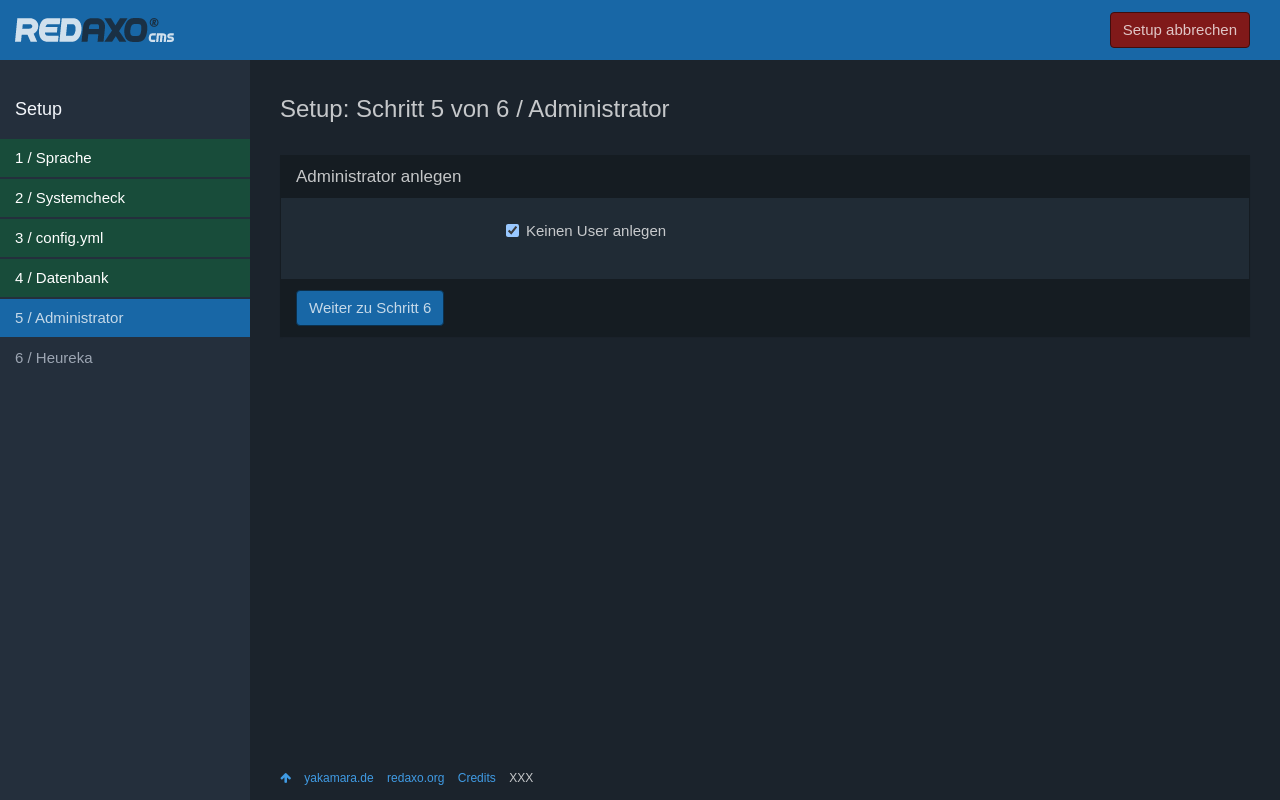 REDAXO® cms
Setup abbrechen
Setup
1 / Sprache
2 / Systemcheck
3 / config.yml
4 / Datenbank
5 / Administrator
6 / Heureka
Setup: Schritt 5 von 6 / Administrator
Administrator anlegen
Keinen User anlegen
Weiter zu Schritt 6
yakamara.de redaxo.org Credits XXX